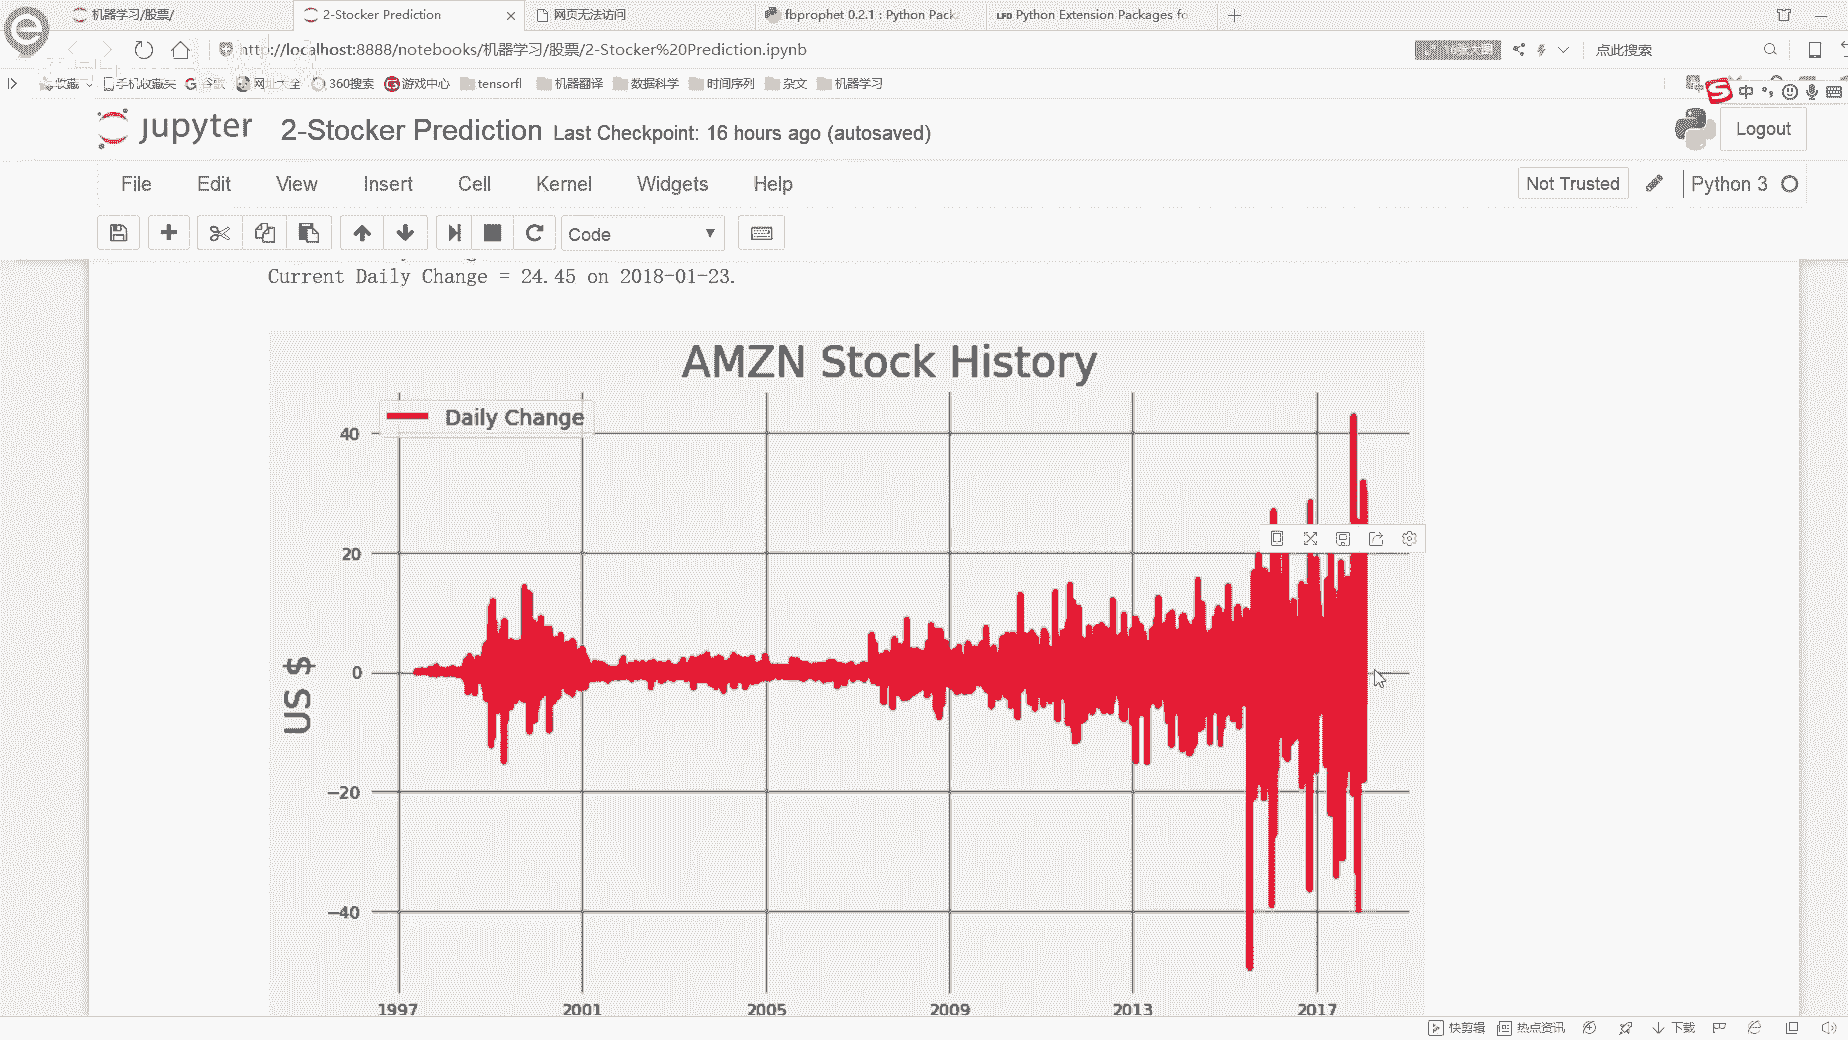 机器学习/股票/
2-Stocker Prediction
网页无法访问
fbprophet 0.2.1 : Python Pack
LFD Python Extension Packages fo
http://localhost:8888/notebooks/机器学习/股票/2-Stocker%20Prediction.ipynb
点此搜索
收藏 手机收藏夹 谷歌 网址大全 360搜索 游戏中心 tensorfl 机器翻译 数据科学 时间序列 杂文 机器学习
中
jupyter 2-Stocker Prediction Last Checkpoint: 16 hours ago (autosaved)
Logout
File Edit View Insert Cell Kernel Widgets Help
Not Trusted Python 3
Code
Current Daily Change = 24.45 on 2018-01-23.
AMZN Stock History
Daily Change
40
20
0
−20
−40
US $
1997 2001 2005 2009 2013 2017
快剪辑 热点资讯 下载